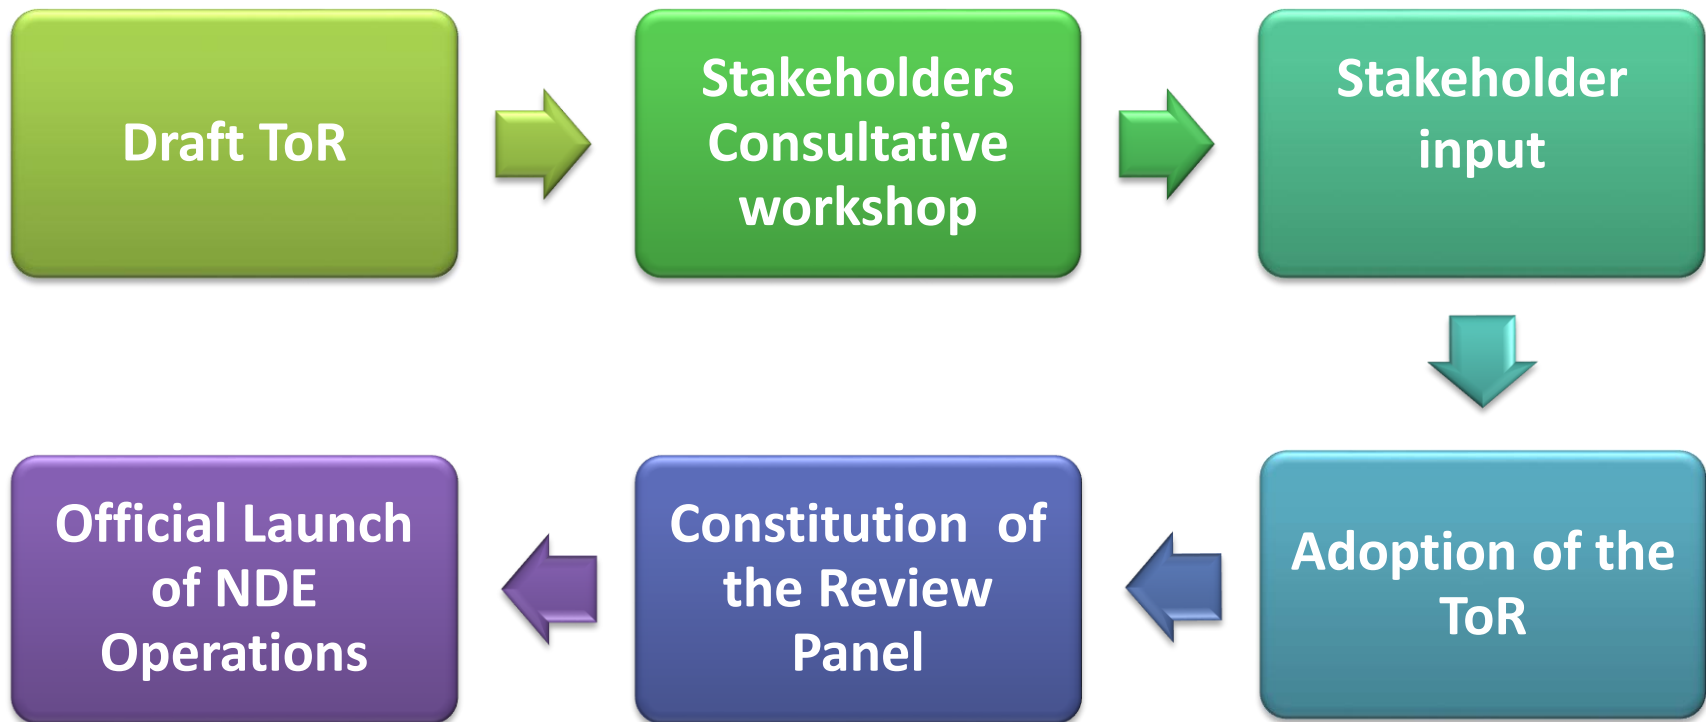 Draft ToR
Stakeholders
Consultative
workshop
Stakeholder
input
Adoption of the
ToR
Constitution  of
the Review
Panel
Official Launch
of NDE
Operations